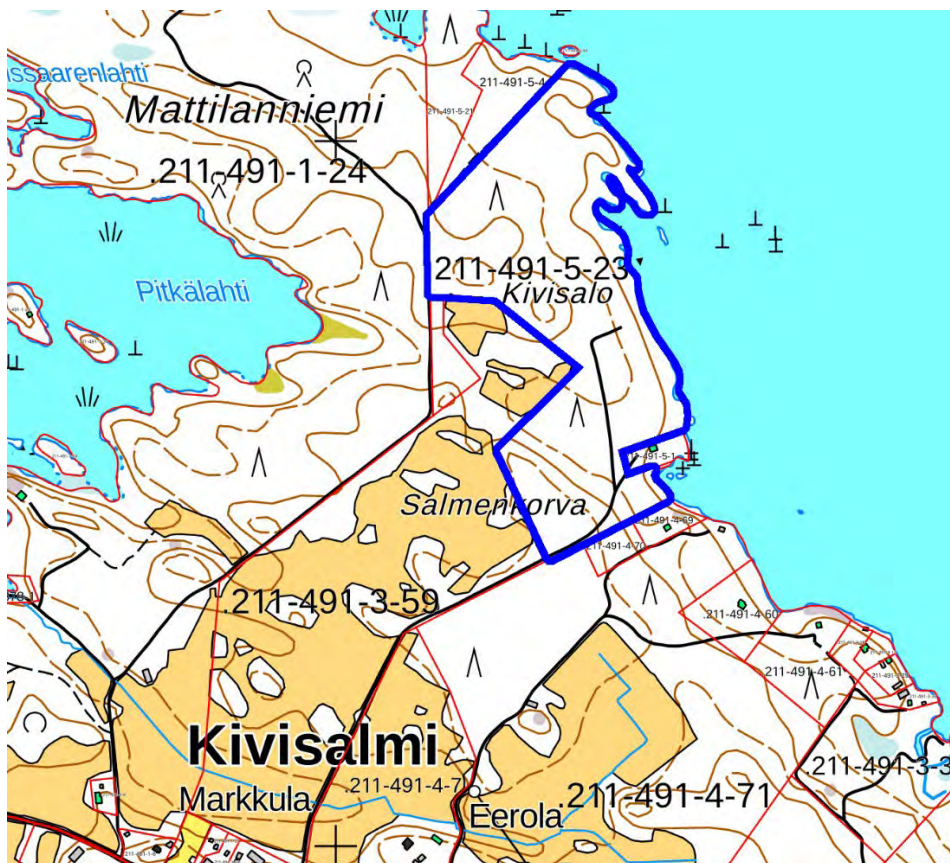 211-491-5-4
ssaarenlahti
Mattilanniemi
211-491-5-21
.211-491-1-24
211-491-5-23
Kivisalo
Pitkälahti
211-491-5-1
Salmenkorva
211-491-4-69
211-491-4-70
.211-491-3-59
.211-491-4-60
211-491-4-61
Kivisalmi
.211-491-3-3
.211-491-4-7
Markkula
.211-491-4-71
Eerola